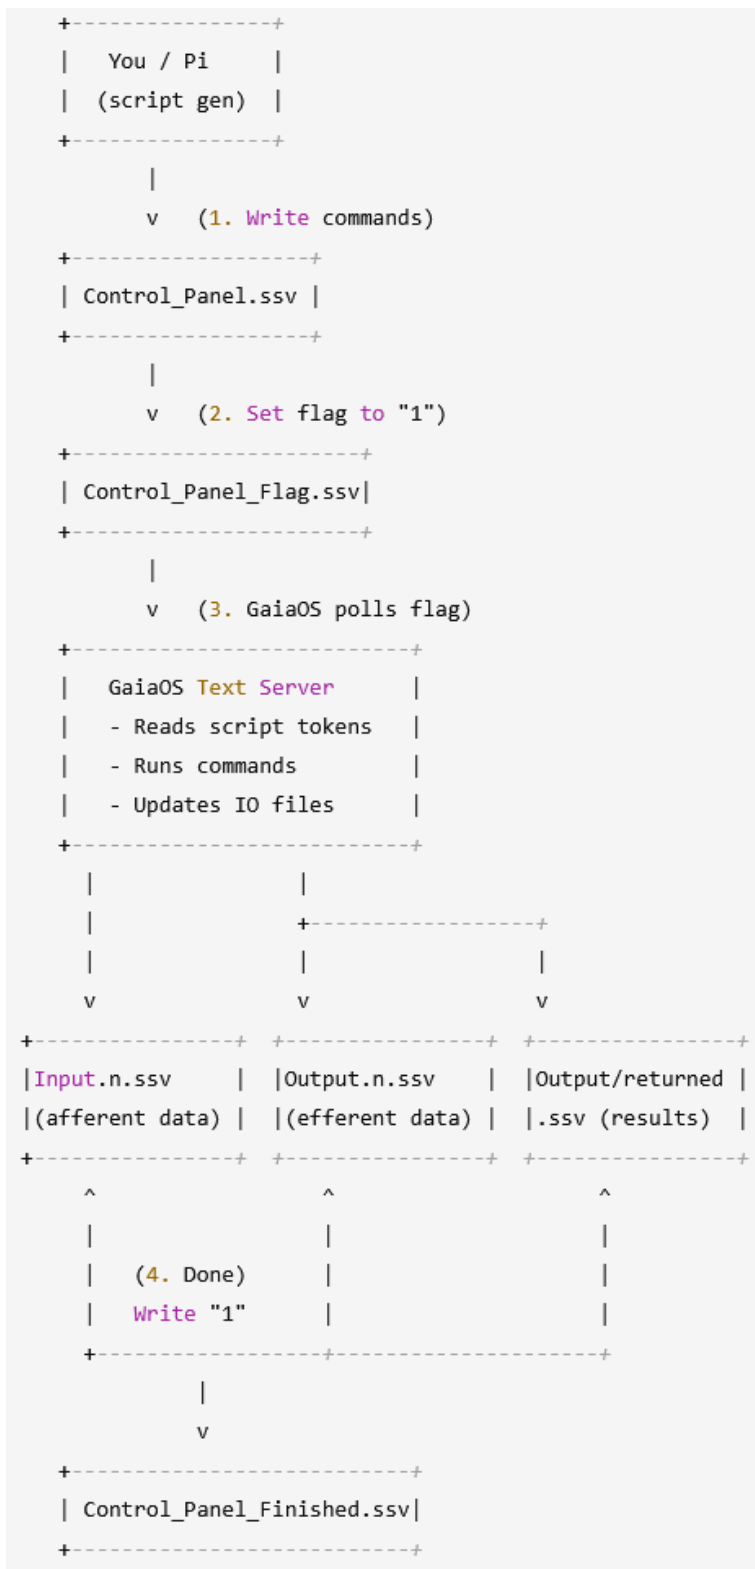 +----------------+
|   You / Pi     |
|  (script gen)  |
+----------------+
|
v   (1. Write commands)
+-------------------+
| Control_Panel.ssv |
+-------------------+
|
v   (2. Set flag to "1")
+-----------------------+
| Control_Panel_Flag.ssv|
+-----------------------+
|
v   (3. GaiaOS polls flag)
+---------------------------+
|   GaiaOS Text Server      |
|   - Reads script tokens   |
|   - Runs commands         |
|   - Updates IO files      |
+---------------------------+
|                |
|                +------------------+
|                |                  |
v                v                  v
+----------------+  +----------------+  +----------------+
|Input.n.ssv     |  |Output.n.ssv    |  |Output/returned |
|(afferent data) |  |(efferent data) |  |.ssv (results)  |
+----------------+  +----------------+  +----------------+
^                  ^                     ^
|                  |                     |
|   (4. Done)      |                     |
|   Write "1"      |                     |
+------------------+---------------------+
|
v
+---------------------------+
| Control_Panel_Finished.ssv|
+---------------------------+